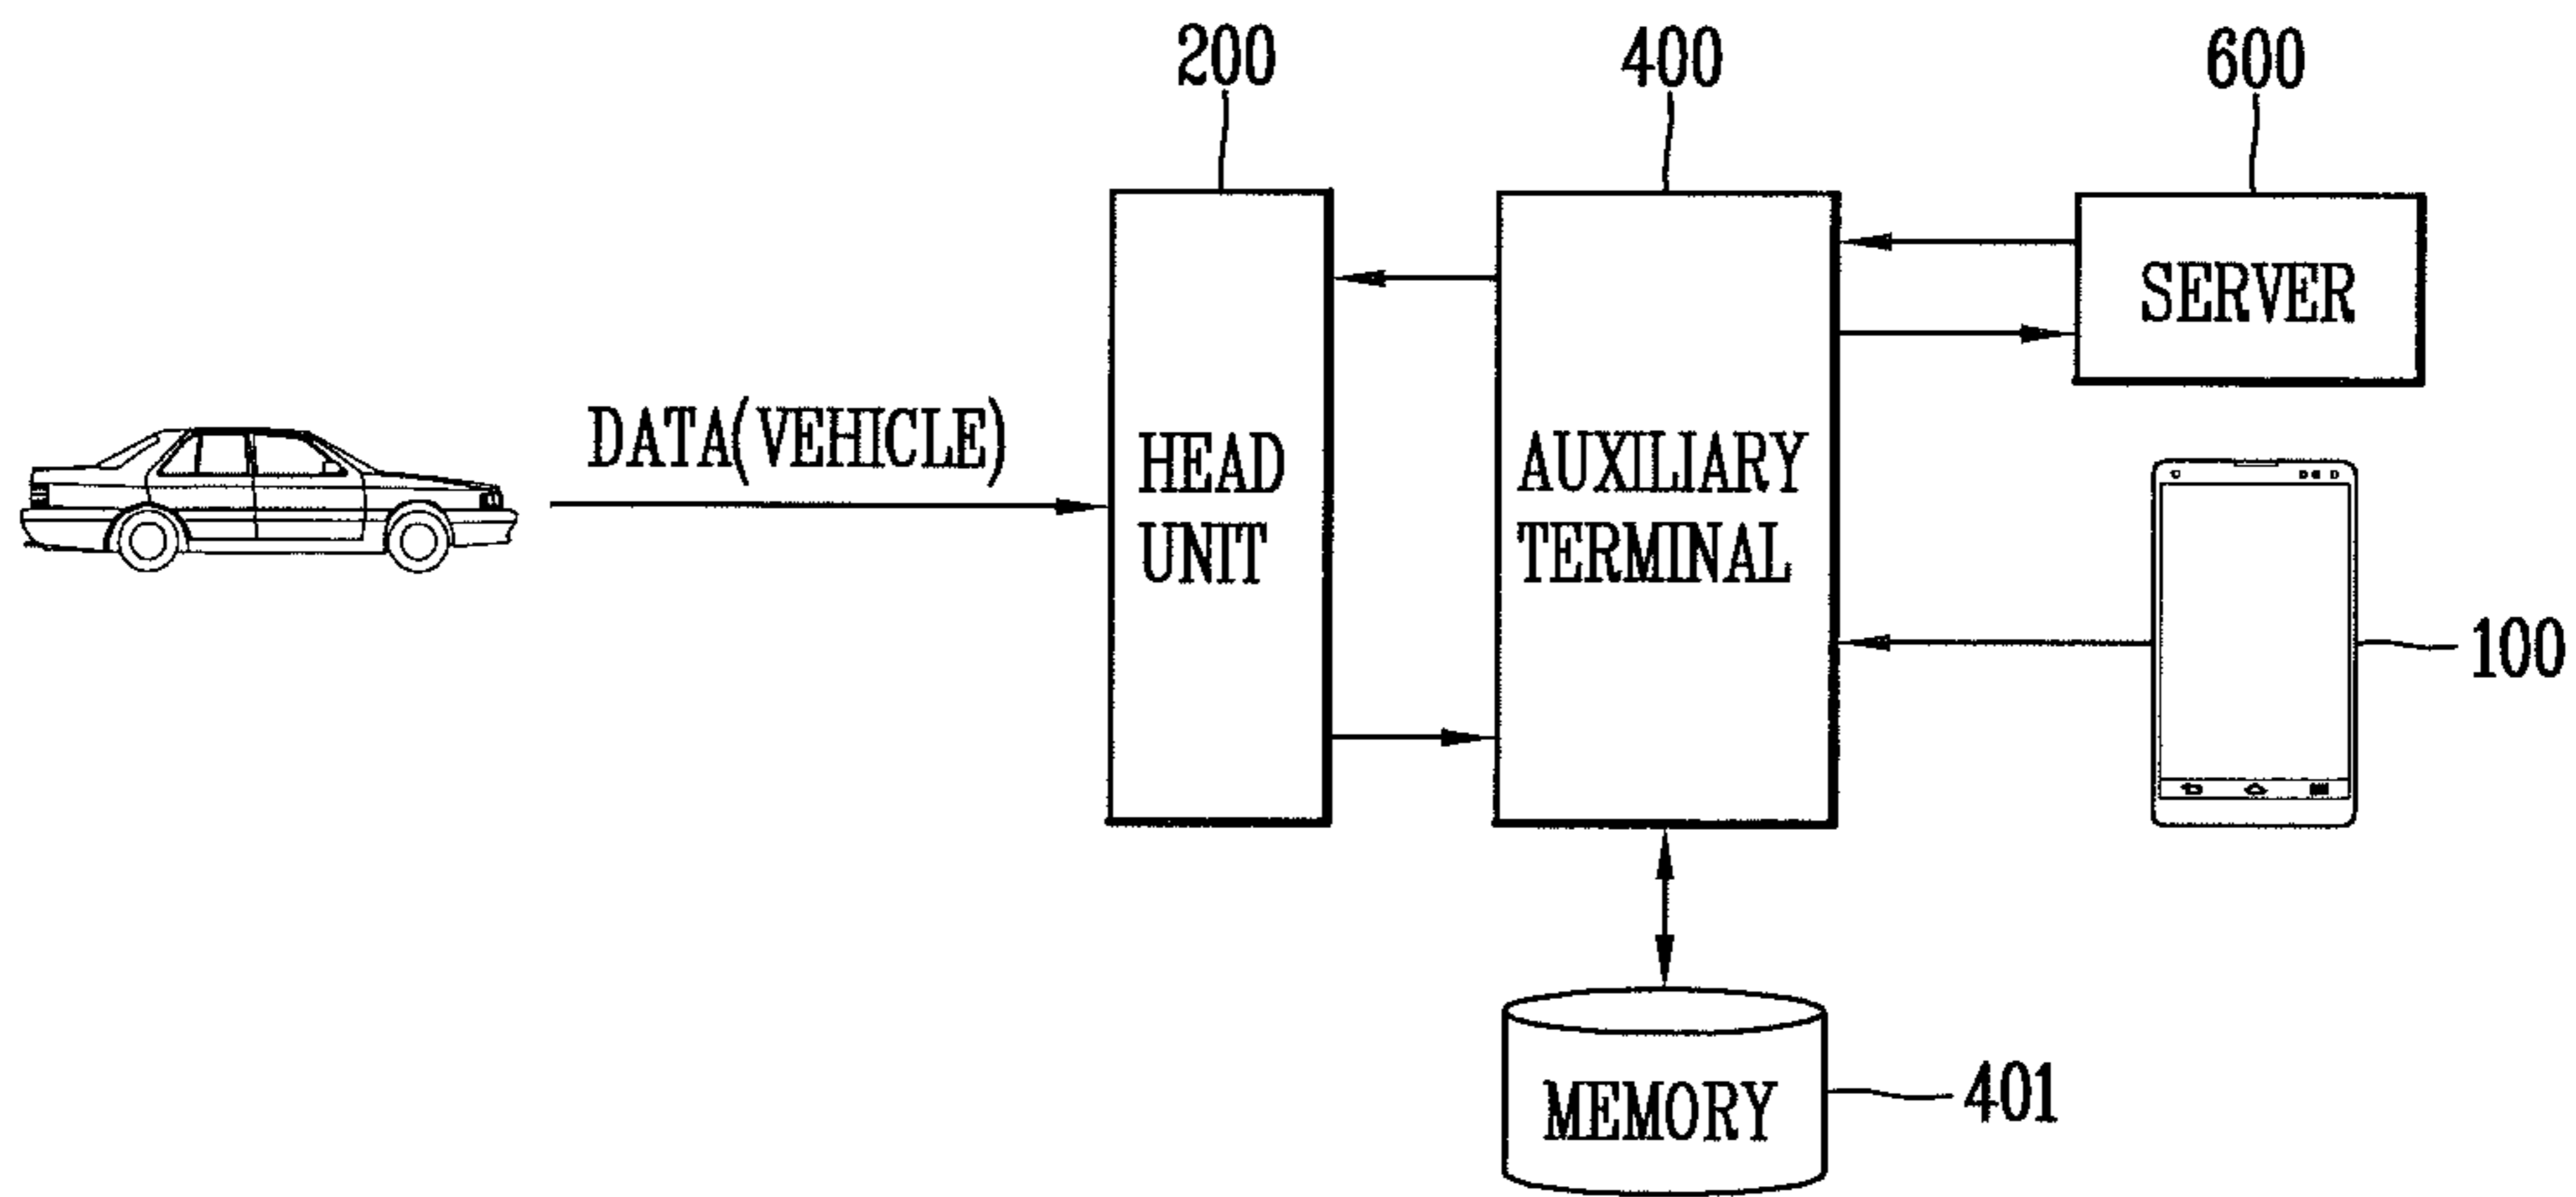 200
400
600
SERVER
DATA(VEHICLE)
HEAD
UNIT
AUXILIARY
TERMINAL
100
MEMORY
401